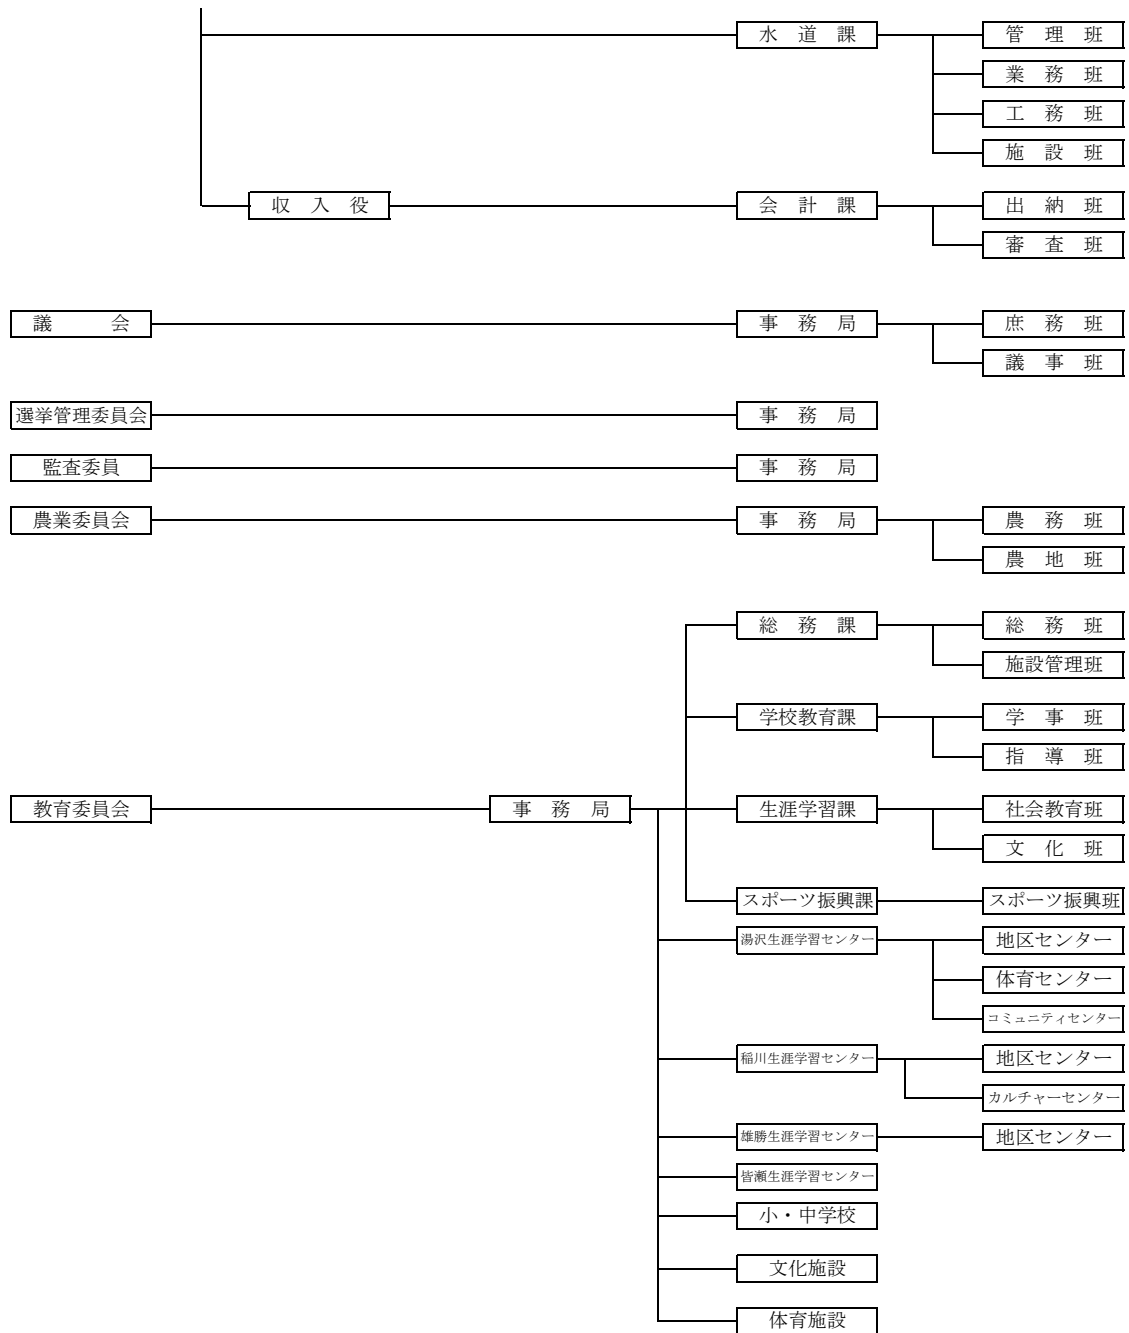 水道課 管理班
業務班
工務班
施設班
収入役 会計課 出納班
審査班
議会 事務局 庶務班
議事班
選挙管理委員会 事務局
監査委員 事務局
農業委員会 事務局 農務班
農地班
総務課 総務班
施設管理班
学校教育課 学事班
指導班
教育委員会 事務局 生涯学習課 社会教育班
文化班
スポーツ振興課 スポーツ振興班
湯沢生涯学習センター 地区センター
体育センター
コミュニティセンター
稲川生涯学習センター 地区センター
カルチャーセンター
雄勝生涯学習センター 地区センター
皆瀬生涯学習センター
小・中学校
文化施設
体育施設